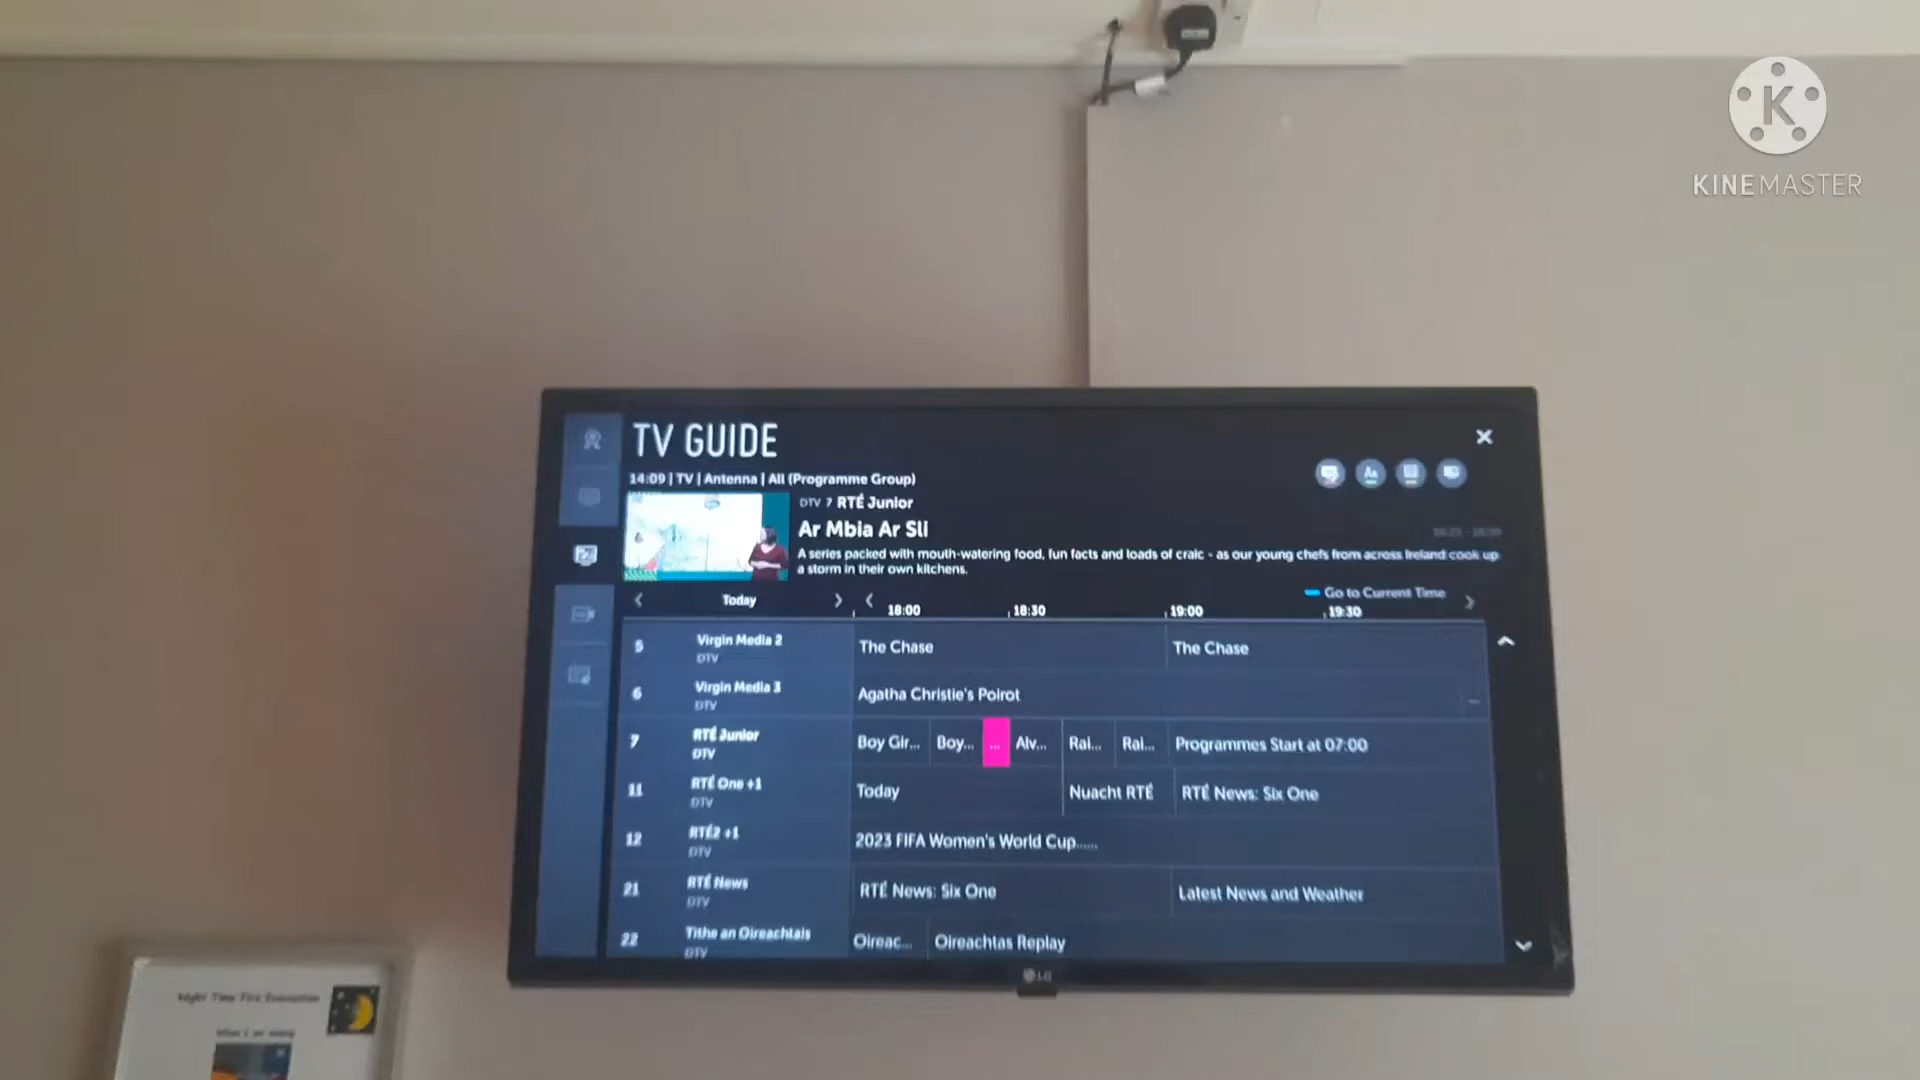 K
KINEMASTER
TV GUIDE
14:09 | TV | Antenna | All (Programme Group)
DTV 7 RTÉ Junior
Ar Mbia Ar Sli
A series packed with mouth-watering food, fun facts and loads of craic - as our young chefs from across Ireland cook up
a storm in their own kitchens.
Go to Current Time
Today
18:00 18:30 19:00 19:30
5 Virgin Media 2 The Chase The Chase
DTV
6 Virgin Media 3 Agatha Christie's Poirot ...
DTV
7 RTÉ Junior Boy Gir... Boy... ... Alv... Rai... Rai... Programmes Start at 07:00
DTV
11 RTÉ One +1 Today Nuacht RTÉ RTÉ News: Six One
DTV
12 RTÉ2 +1 2023 FIFA Women's World Cup......
DTV
21 RTÉ News RTÉ News: Six One Latest News and Weather
DTV
22 Tithe an Oireachtais Oireac... Oireachtas Replay
DTV
LG
Night Time Fire Evacuation